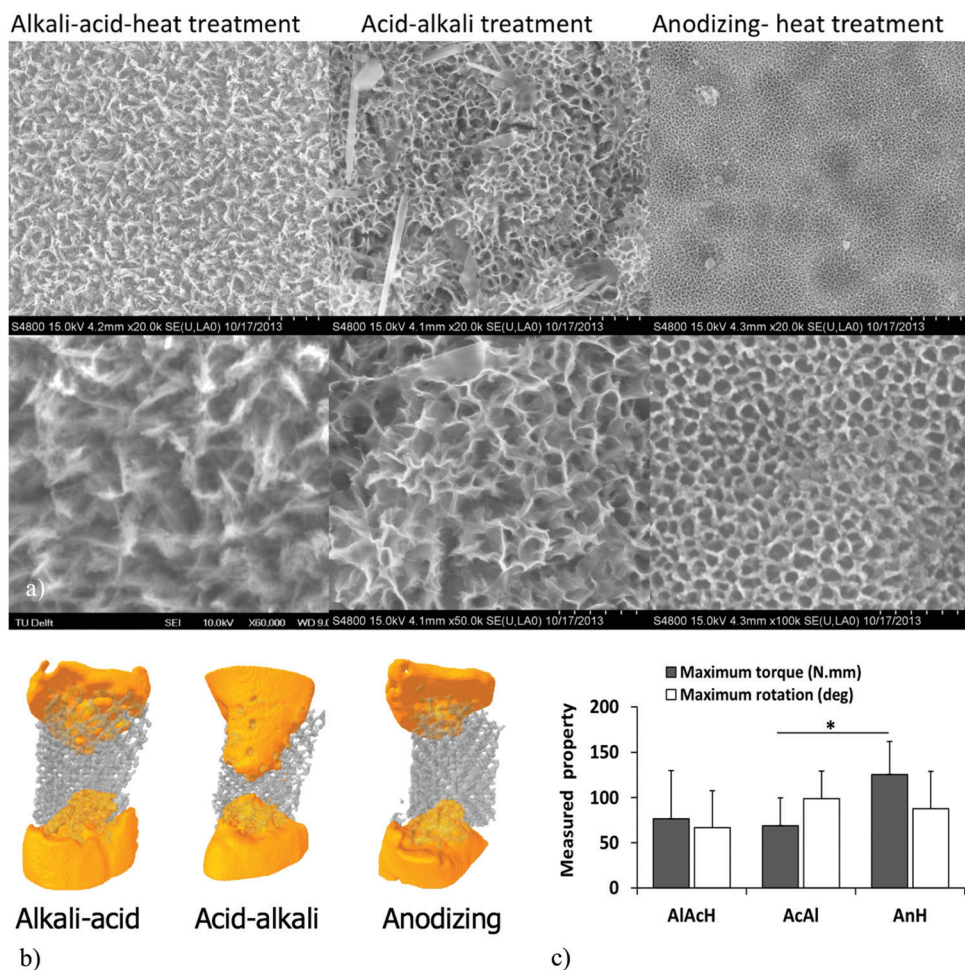 Alkali-acid-heat treatment
Acid-alkali treatment
Anodizing- heat treatment
S4800 15.0kV 4.2mm x20.0k SE(U,LA0) 10/17/2013
S4800 15.0kV 4.1mm x20.0k SE(U,LA0) 10/17/2013
S4800 15.0kV 4.3mm x20.0k SE(U,LA0) 10/17/2013
a)
TU Delft SEI 10.0kV X60,000 WD 9.0
S4800 15.0kV 4.1mm x50.0k SE(U,LA0) 10/17/2013
S4800 15.0kV 4.3mm x100k SE(U,LA0) 10/17/2013
Alkali-acid
Acid-alkali
Anodizing
b)
Maximum torque (N.mm)
Maximum rotation (deg)
Measured property
200
150
100
50
0
*
AlAcH
AcAl
AnH
c)